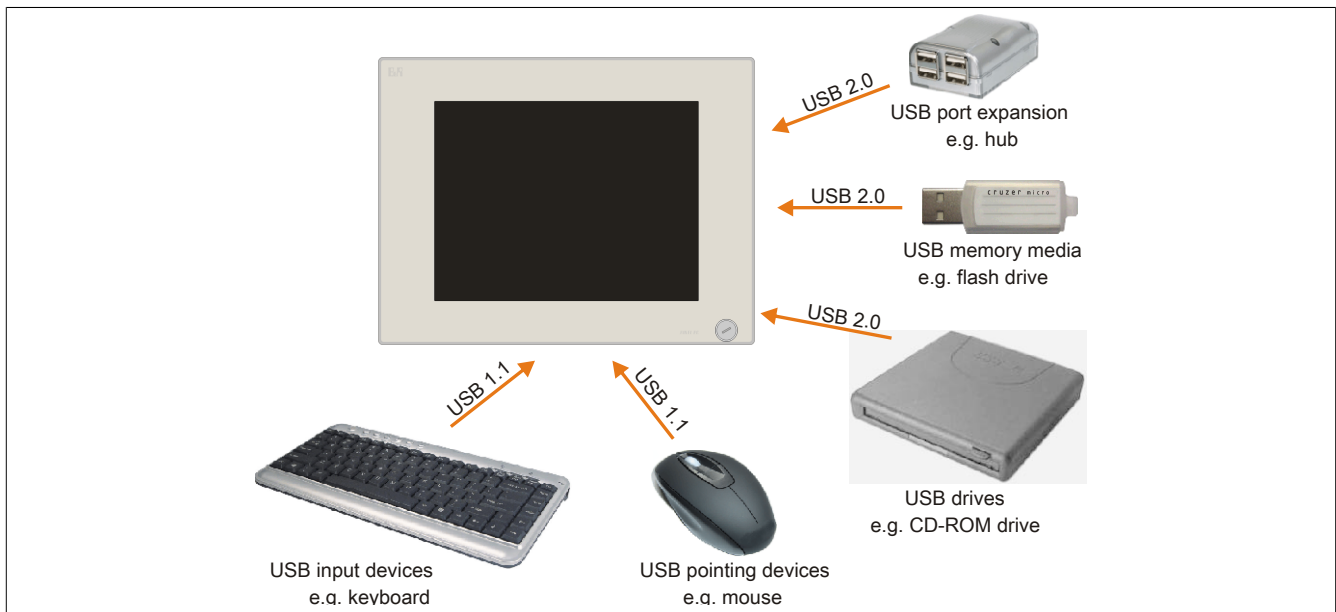 USB 2.0
USB port expansion
e.g. hub
USB 2.0
cruzer micro
USB memory media
e.g. flash drive
USB 2.0
USB drives
e.g. CD-ROM drive
USB 1.1
USB 1.1
USB input devices
e.g. keyboard
USB pointing devices
e.g. mouse